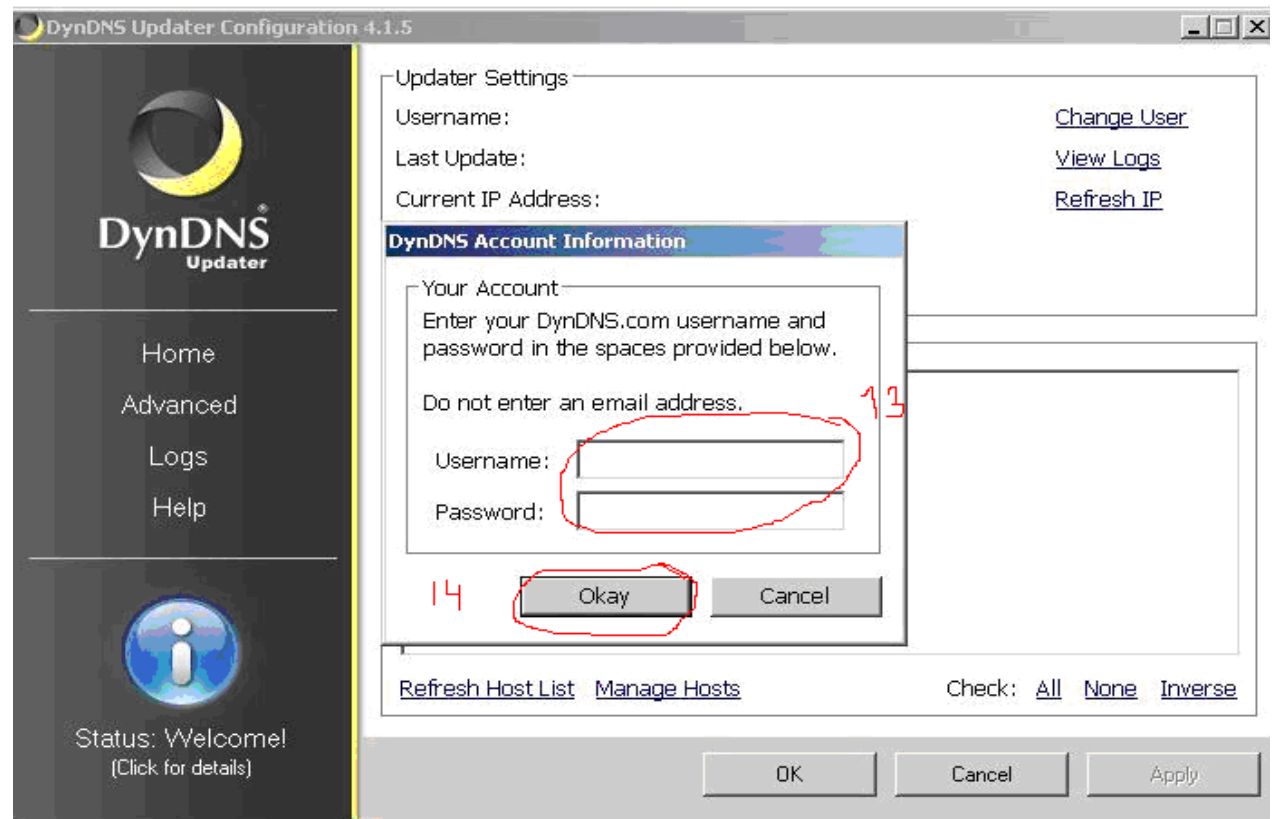 DynDNS Updater Configuration 4.1.5
DynDNS
Updater
Home
Advanced
Logs
Help
Status: Welcome!
(Click for details)
Updater Settings
Username: Change User
Last Update: View Logs
Current IP Address: Refresh IP
DynDNS Account Information
Your Account
Enter your DynDNS.com username and
password in the spaces provided below.
Do not enter an email address.
13
Username:
Password:
14
Okay Cancel
Refresh Host List Manage Hosts Check: All None Inverse
OK Cancel Apply